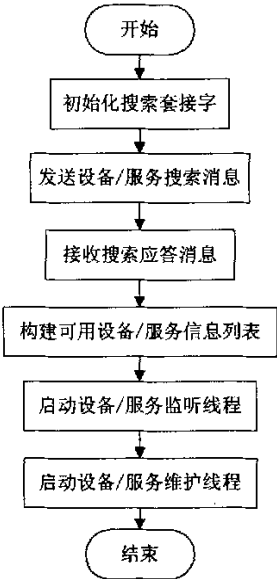 开始
初始化搜索套接字
发送设备/服务搜索消息
接收搜索应答消息
构建可用设备/服务信息列表
启动设备/服务监听线程
启动设备/服务维护线程
结束